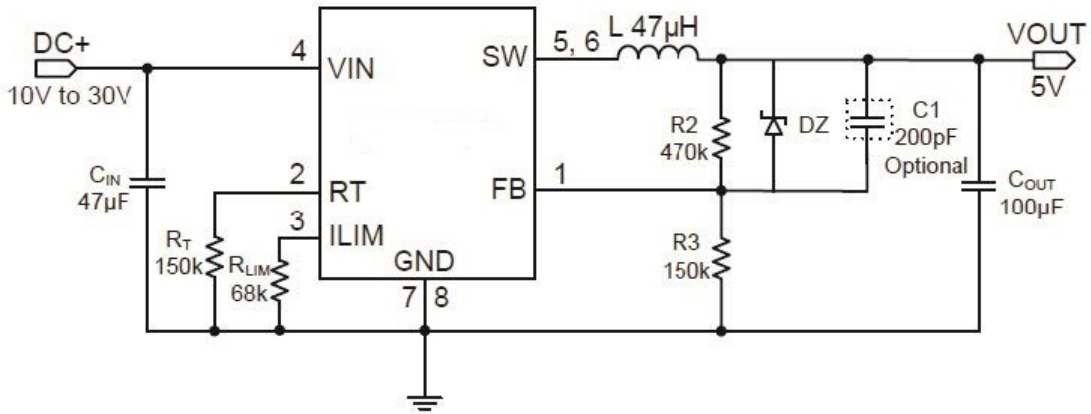 DC+
10V to 30V
CIN
47µF
RT
150k
RLIM
68k
4
2
3
VIN
RT
ILIM
GND
7 8
SW
FB
5, 6
1
L 47µH
R2
470k
R3
150k
DZ
C1
200pF
Optional
COUT
100µF
VOUT
5V